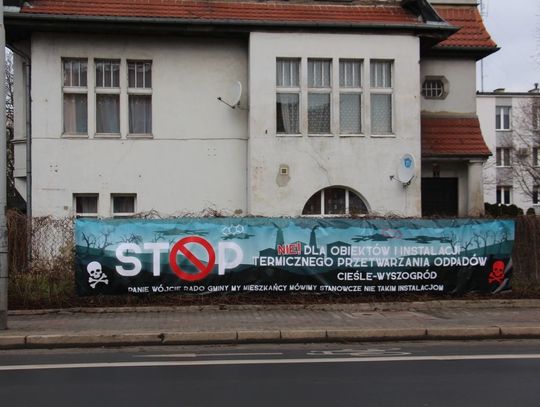 STOP NIE! DLA OBIEKTÓW I INSTALACJI
TERMICZNEGO PRZETWARZANIA ODPADÓW
CIEŚLE-WYSZOGRÓD
PANIE WÓJCIE RADO GMINY MY MIESZKAŃCY MÓWIMY STANOWCZE NIE TAKIM INSTALACJOM